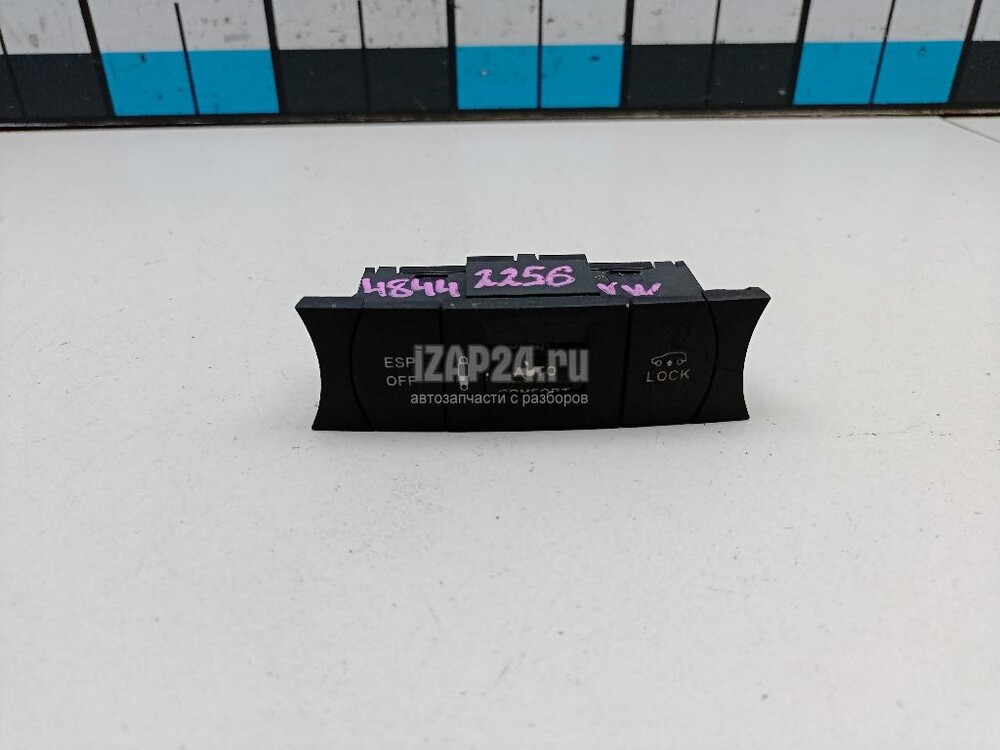 4844 2256 VW
ESP OFF
AUTO
COMFORT
LOCK
iZAP24.ru
автозапчасти с разборов